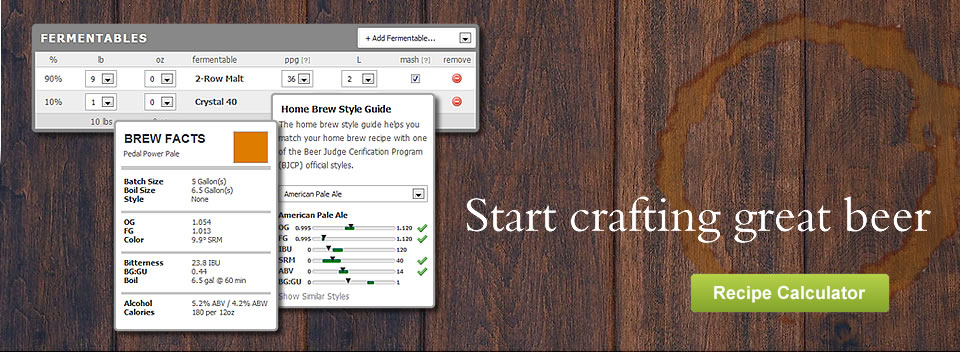 FERMENTABLES
+ Add Fermentable...
% lb oz fermentable ppg [?] L mash [?] remove
90% 9 0 2-Row Malt 36 2
10% 1 0 Crystal 40
10 lbs
BREW FACTS
Pedal Power Pale
Batch Size 5 Gallon(s)
Boil Size 6.5 Gallon(s)
Style None
OG 1.054
FG 1.013
Color 9.9° SRM
Bitterness 23.8 IBU
BG:GU 0.44
Boil 6.5 gal @ 60 min
Alcohol 5.2% ABV / 4.2% ABW
Calories 180 per 12oz
Home Brew Style Guide
The home brew style guide helps you
match your home brew recipe with one
of the Beer Judge Cerification Program
(BJCP) official styles.
American Pale Ale
American Pale Ale
OG 0.995 1.120
FG 0.995 1.120
IBU 0 120
SRM 0 40
ABV 0 14
BG:GU 0 1
Show Similar Styles
Start crafting great beer
Recipe Calculator